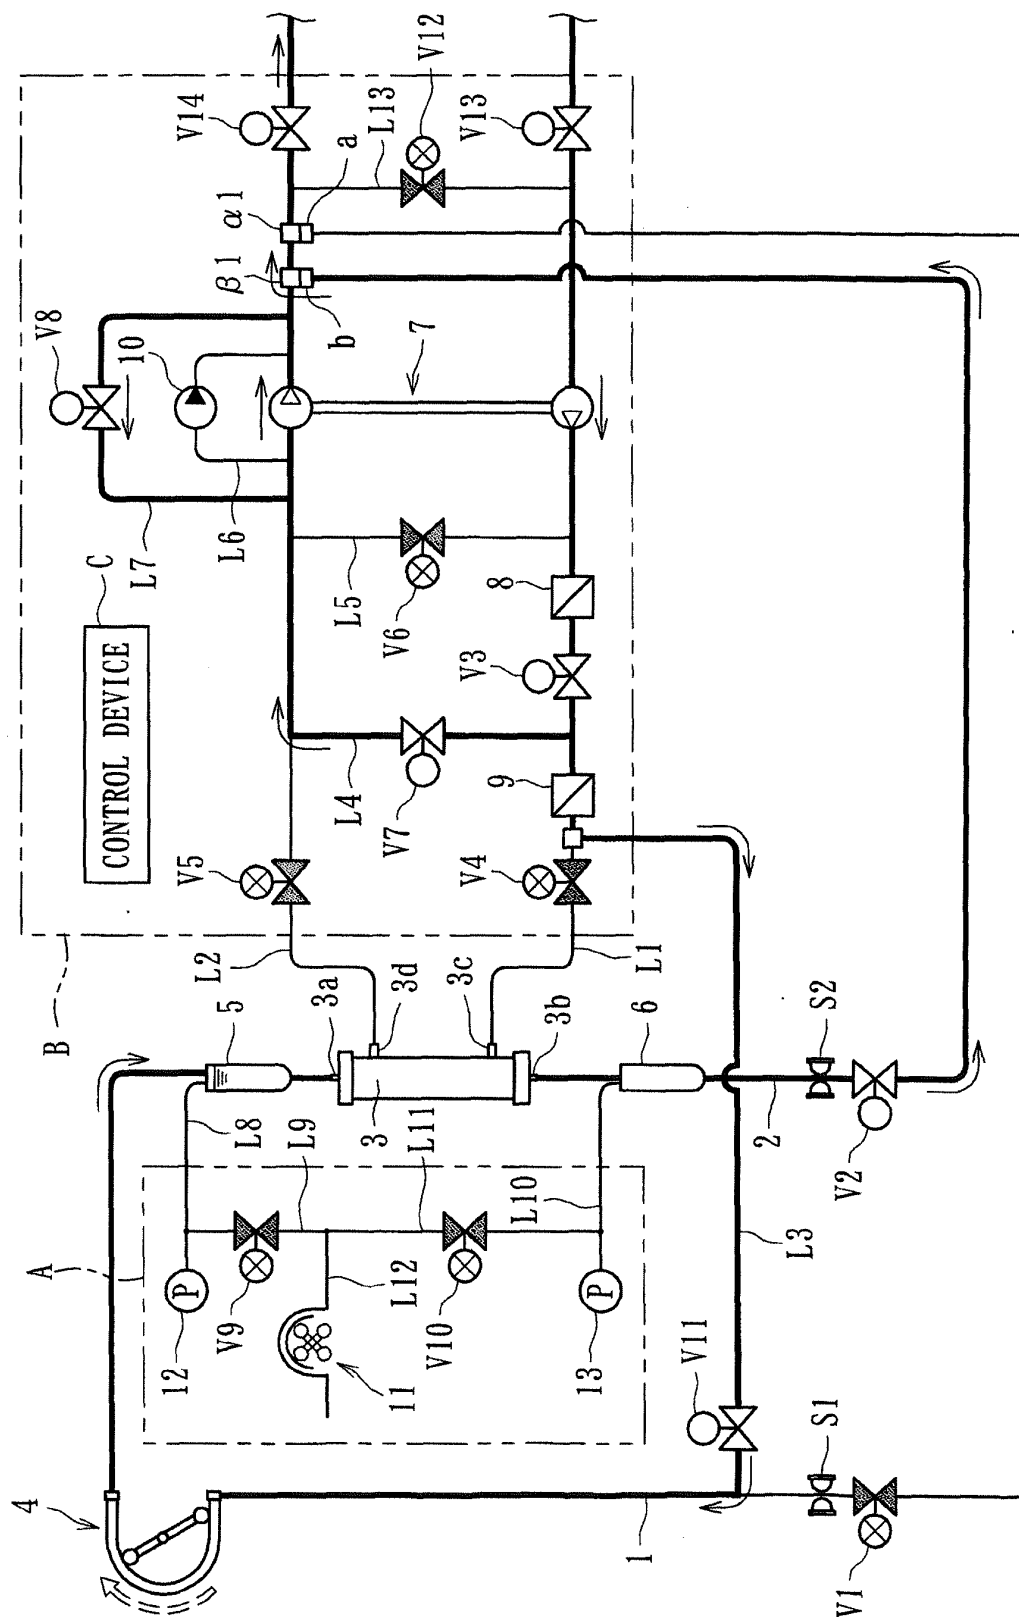 4
A
B
C
V8
CONTROL DEVICE
10
L7
12
V9
V5
V14
5
L2
L6
β1
α1
L8
L9
3a
3d
a
b
L13
11
L12
3
L11
L4
V7
L5
V6
7
V12
P
P
13
V10
L10
3b
3c
V4
9
V3
8
V13
6
L1
1
V11
L3
2
S2
V2
S1
V1